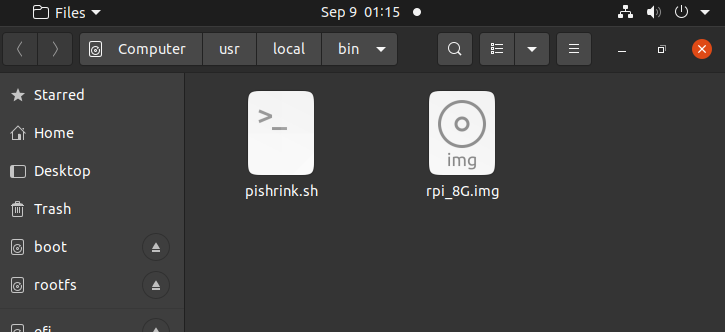 Files Sep 9 01:15
Computer usr local bin
Starred
Home
Desktop
Trash
boot
rootfs
efi
>_
img
pishrink.sh rpi_8G.img